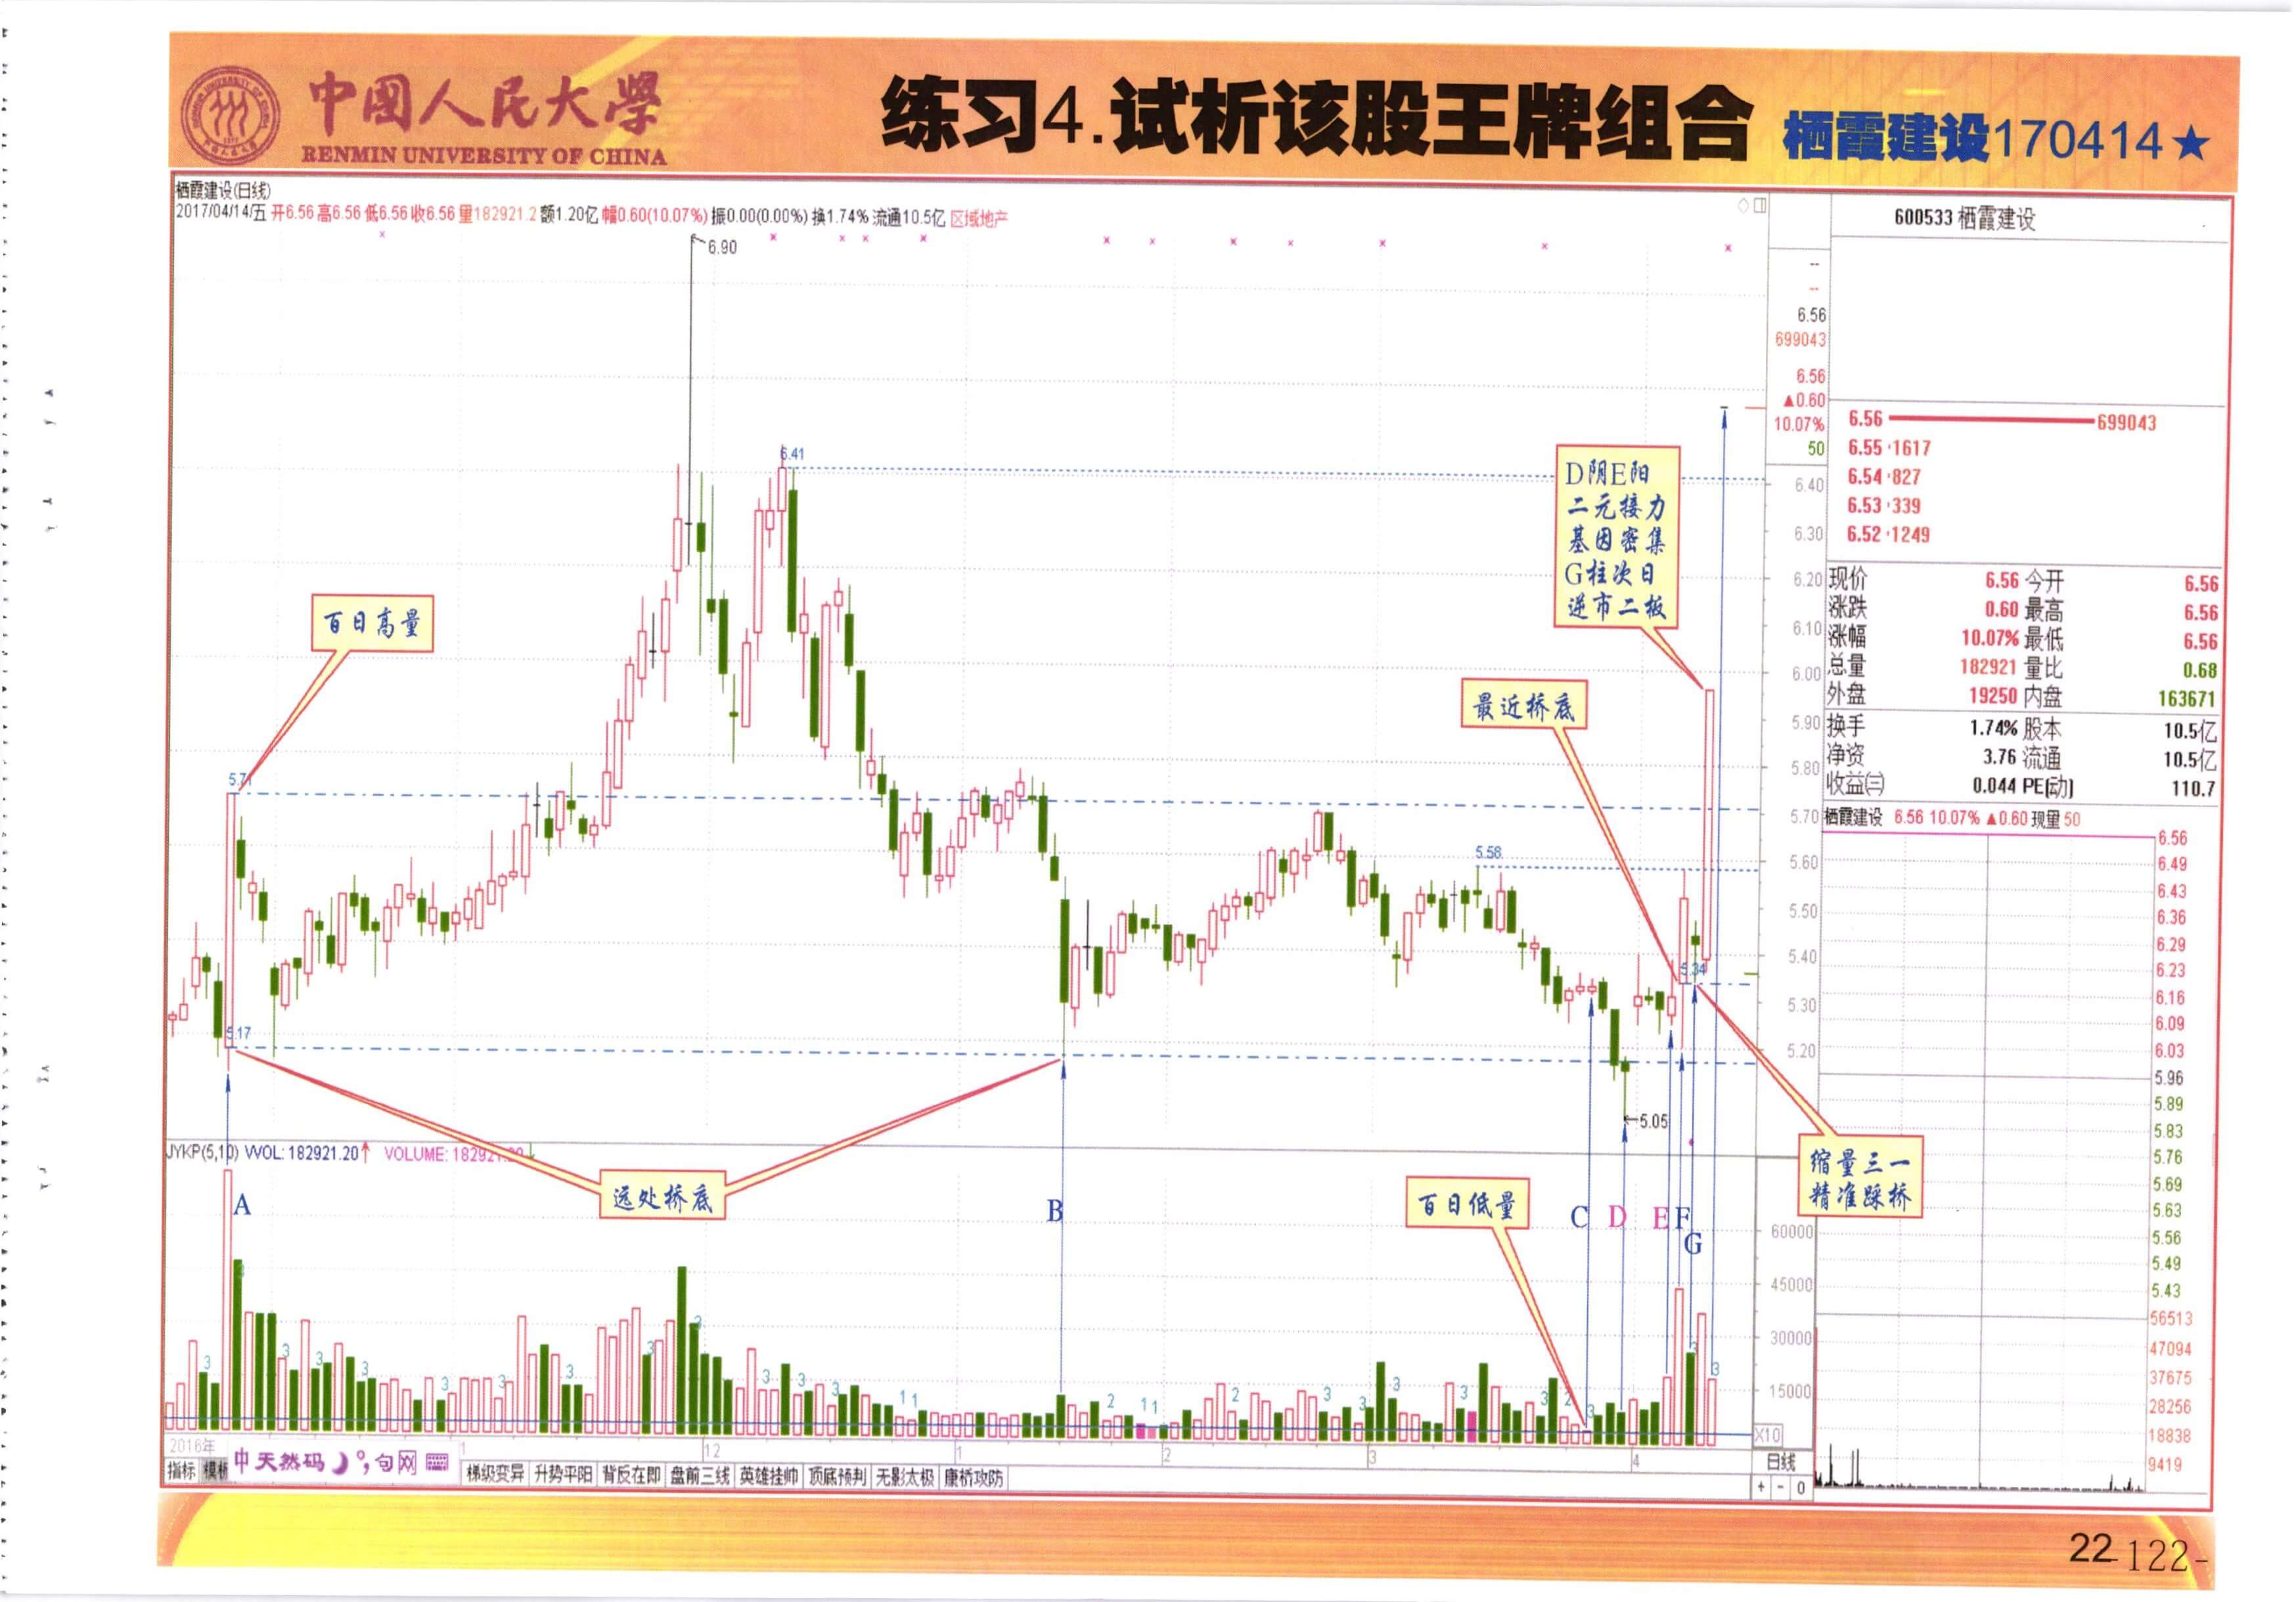 中国人民大學
RENMIN UNIVERSITY OF CHINA
练习4.试析该股王牌组合 栖霞建设170414★
栖霞建设(日线)
2017/04/14/五 开6.56 高6.56 低6.56 收6.56 量182921.2 额1.20亿 幅0.60(10.07%) 振0.00(0.00%) 换1.74% 流通10.5亿 区域地产
6.90
6.41
百日高量
5.71
5.17
D阴E阳
二元接力
基因密集
G柱次日
逆市二板
最近桥底
5.58
5.34
5.05
缩量三一
精准踩桥
远处桥底
百日低量
A
B
C
D
E
F
G
--
--
6.56
699043
6.56
▲0.60
10.07%
50
6.40
6.30
6.20
6.10
6.00
5.90
5.80
5.70
5.60
5.50
5.40
5.30
5.20
JYKP(5,10) VVOL: 182921.20↑ VOLUME: 182921.20↓
60000
45000
30000
15000
X10
2016年
11
12
1
2
3
4
日线
指标
中天然码
句网
梯级变异 升势平阳 背反在即 盘前三线 英雄挂帅 顶底预判 无影太极 康桥攻防
+ - 0
600533 栖霞建设
6.56 699043
6.55 1617
6.54 827
6.53 339
6.52 1249
现价 6.56 今开 6.56
涨跌 0.60 最高 6.56
涨幅 10.07% 最低 6.56
总量 182921 量比 0.68
外盘 19250 内盘 163671
换手 1.74% 股本 10.5亿
净资 3.76 流通 10.5亿
收益(三) 0.044 PE(动) 110.7
栖霞建设 6.56 10.07% ▲0.60 现量 50
6.56
6.49
6.43
6.36
6.29
6.23
6.16
6.09
6.03
5.96
5.89
5.83
5.76
5.69
5.63
5.56
5.49
5.43
56513
47094
37675
28256
18838
9419
22
-122-